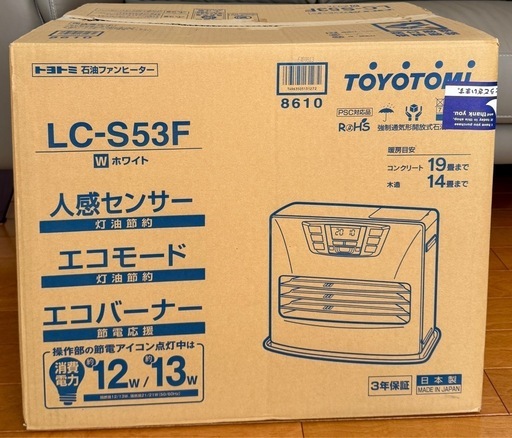 トヨトミ 石油ファンヒーター
TOYOTOMi
8610
LC-S53F
W ホワイト
PSC対応品
RoHS
強制通気形開放式石
暖房目安
コンクリート 19畳まで
木造 14畳まで
人感センサー
灯油節約
エコモード
灯油節約
エコバーナー
節電応援
操作部の節電アイコン点灯中は
消費電力
約12W/約13W
20 10
3年保証
日本製
MADE IN JAPAN
Thank you.
LC-S53F